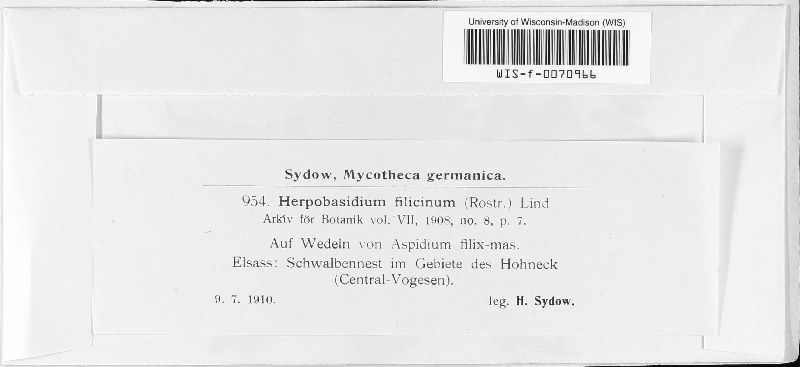 University of Wisconsin-Madison (WIS)
WIS-f-0070966
Sydow, Mycotheca germanica.
954. Herpobasidium filicinum (Rostr.) Lind
Arkiv för Botanik vol. VII, 1908, no. 8, p. 7.
Auf Wedeln von Aspidium filix-mas.
Elsass: Schwalbennest im Gebiete des Hohneck
(Central-Vogesen).
9. 7. 1910. leg. H. Sydow.